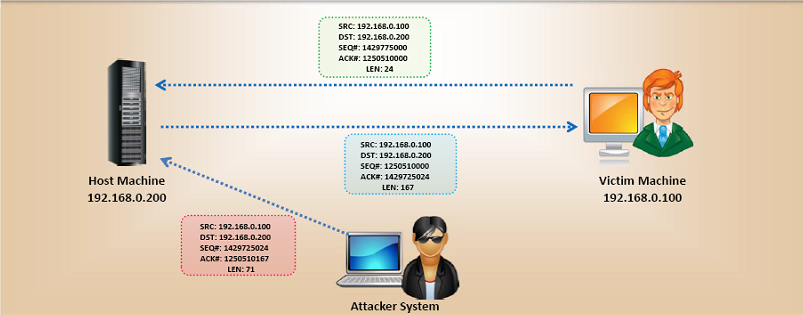 SRC: 192.168.0.100
DST: 192.168.0.200
SEQ#: 1429775000
ACK#: 1250510000
LEN: 24
SRC: 192.168.0.100
DST: 192.168.0.200
SEQ#: 1250510000
ACK#: 1429725024
LEN: 167
Host Machine
192.168.0.200
Victim Machine
192.168.0.100
SRC: 192.168.0.100
DST: 192.168.0.200
SEQ#: 1429725024
ACK#: 1250510167
LEN: 71
Attacker System